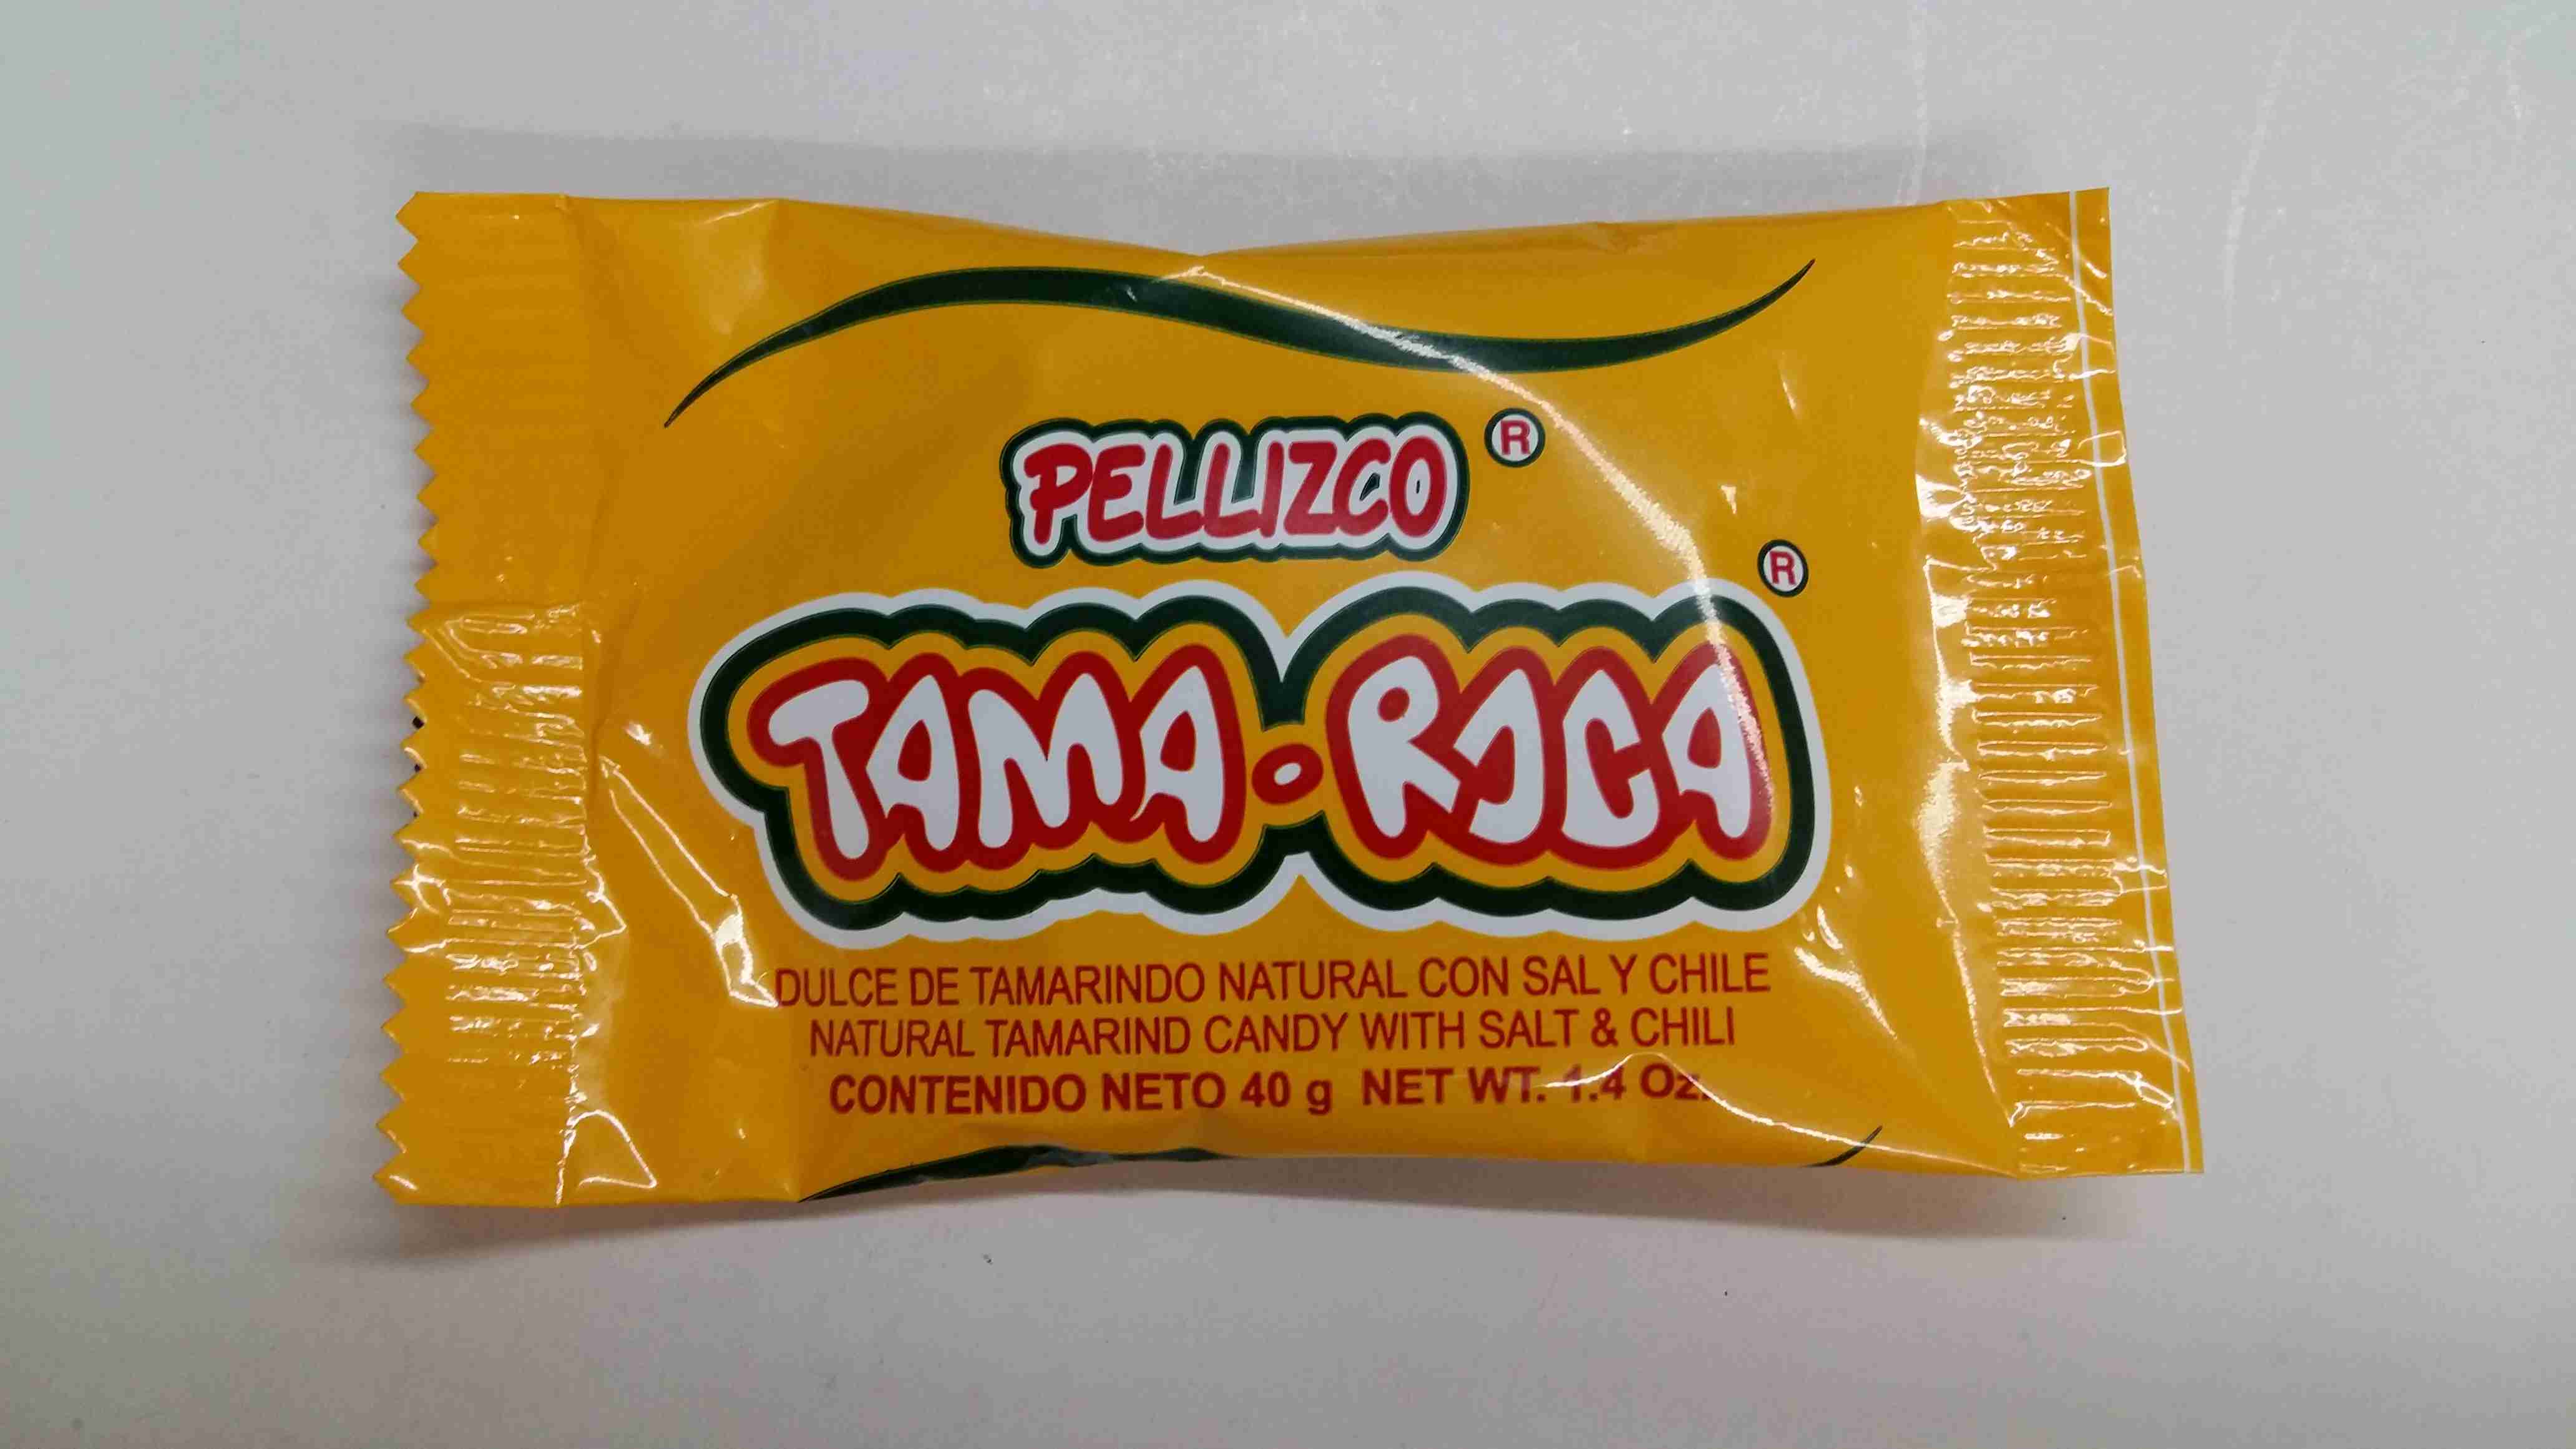 PELLIZCO ®
TAMA·ROCA ®
DULCE DE TAMARINDO NATURAL CON SAL Y CHILE
NATURAL TAMARIND CANDY WITH SALT & CHILI
CONTENIDO NETO 40 g NET WT. 1.4 Oz.